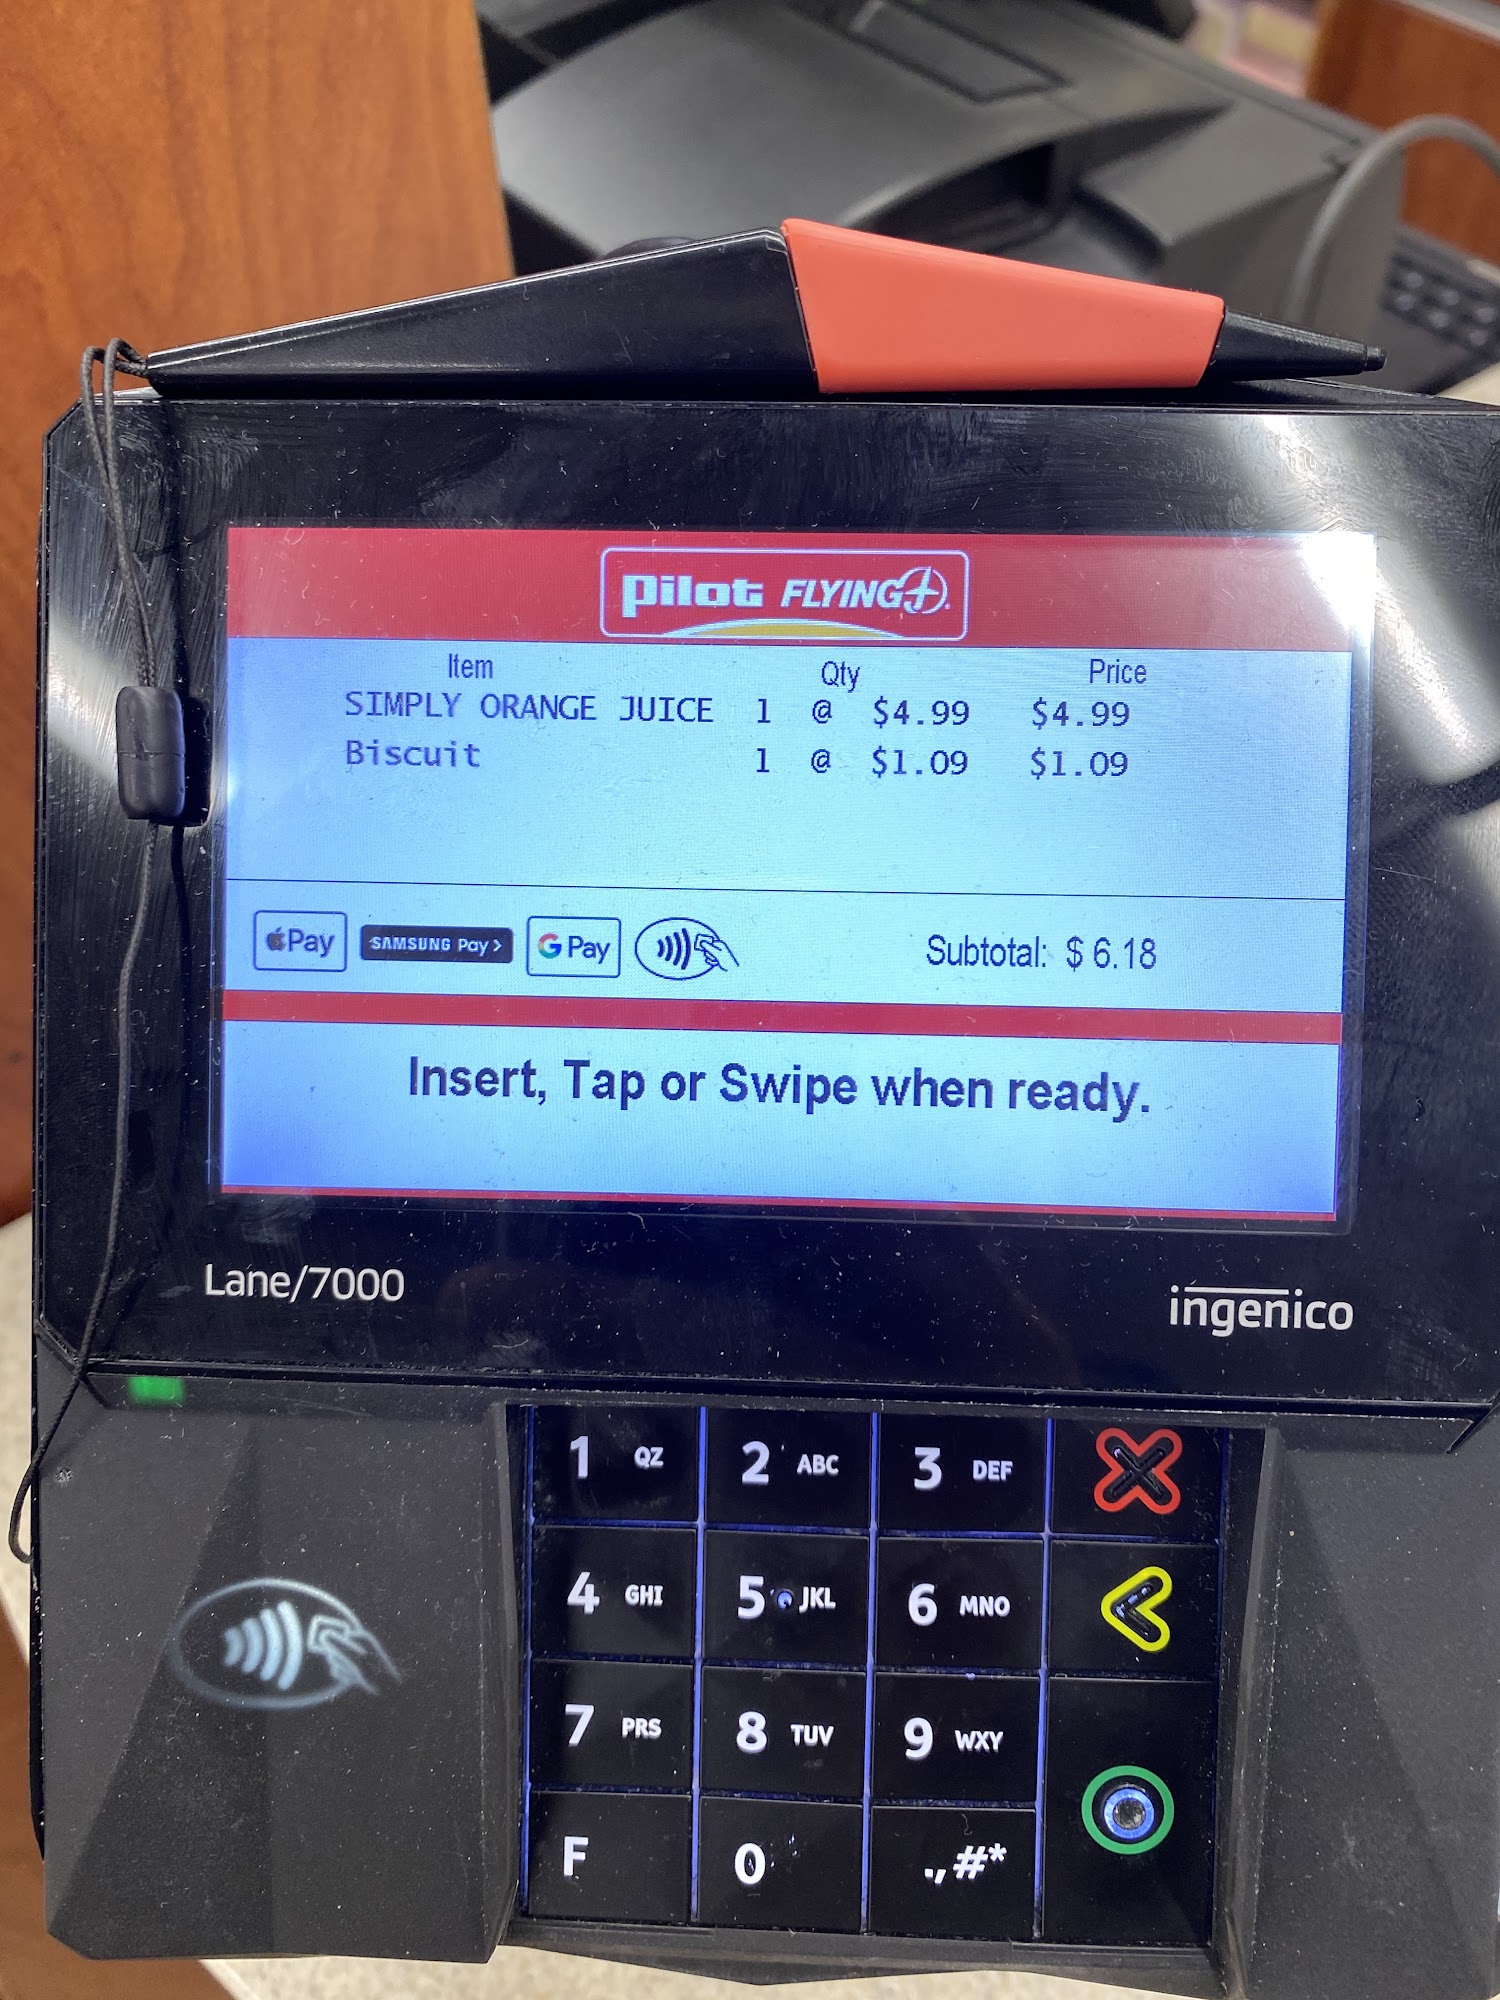 Pilot FLYING J
Item Qty Price
SIMPLY ORANGE JUICE 1 @ $4.99 $4.99
Biscuit 1 @ $1.09 $1.09
Pay SAMSUNG Pay G Pay Subtotal: $ 6.18
Insert, Tap or Swipe when ready.
Lane/7000 ingenico
1 QZ 2 ABC 3 DEF
4 GHI 5 JKL 6 MNO
7 PRS 8 TUV 9 WXY
F 0 .,#*